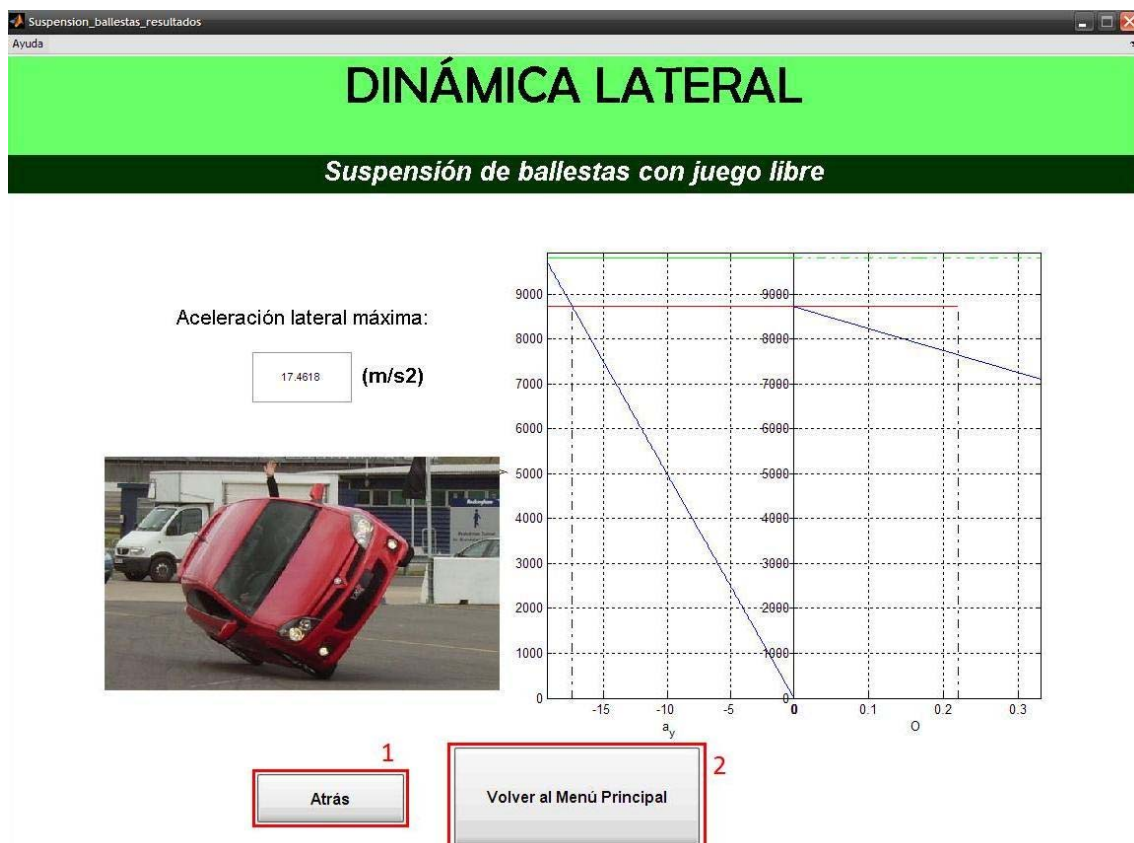 Suspension_ballestas_resultados
Ayuda
DINÁMICA LATERAL
Suspensión de ballestas con juego libre
Aceleración lateral máxima:
17.4618 (m/s2)
9000 9000
8000 8000
7000 7000
6000 6000
5000 5000
4000 4000
3000 3000
2000 2000
1000 1000
0 0
-15 -10 -5 0 0.1 0.2 0.3
a_y O
1
Atrás
2
Volver al Menú Principal